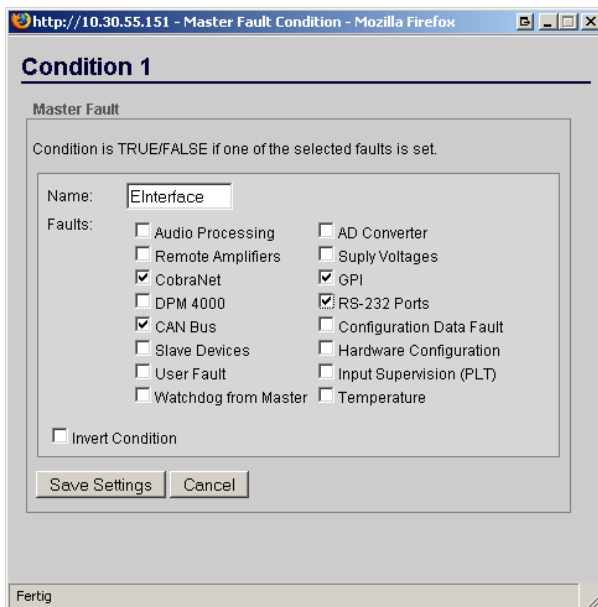 http://10.30.55.151 - Master Fault Condition - Mozilla Firefox
Condition 1
Master Fault
Condition is TRUE/FALSE if one of the selected faults is set.
Name: EInterface
Faults:
Audio Processing AD Converter
Remote Amplifiers Suply Voltages
CobraNet GPI
DPM 4000 RS-232 Ports
CAN Bus Configuration Data Fault
Slave Devices Hardware Configuration
User Fault Input Supervision (PLT)
Watchdog from Master Temperature
Invert Condition
Save Settings Cancel
Fertig